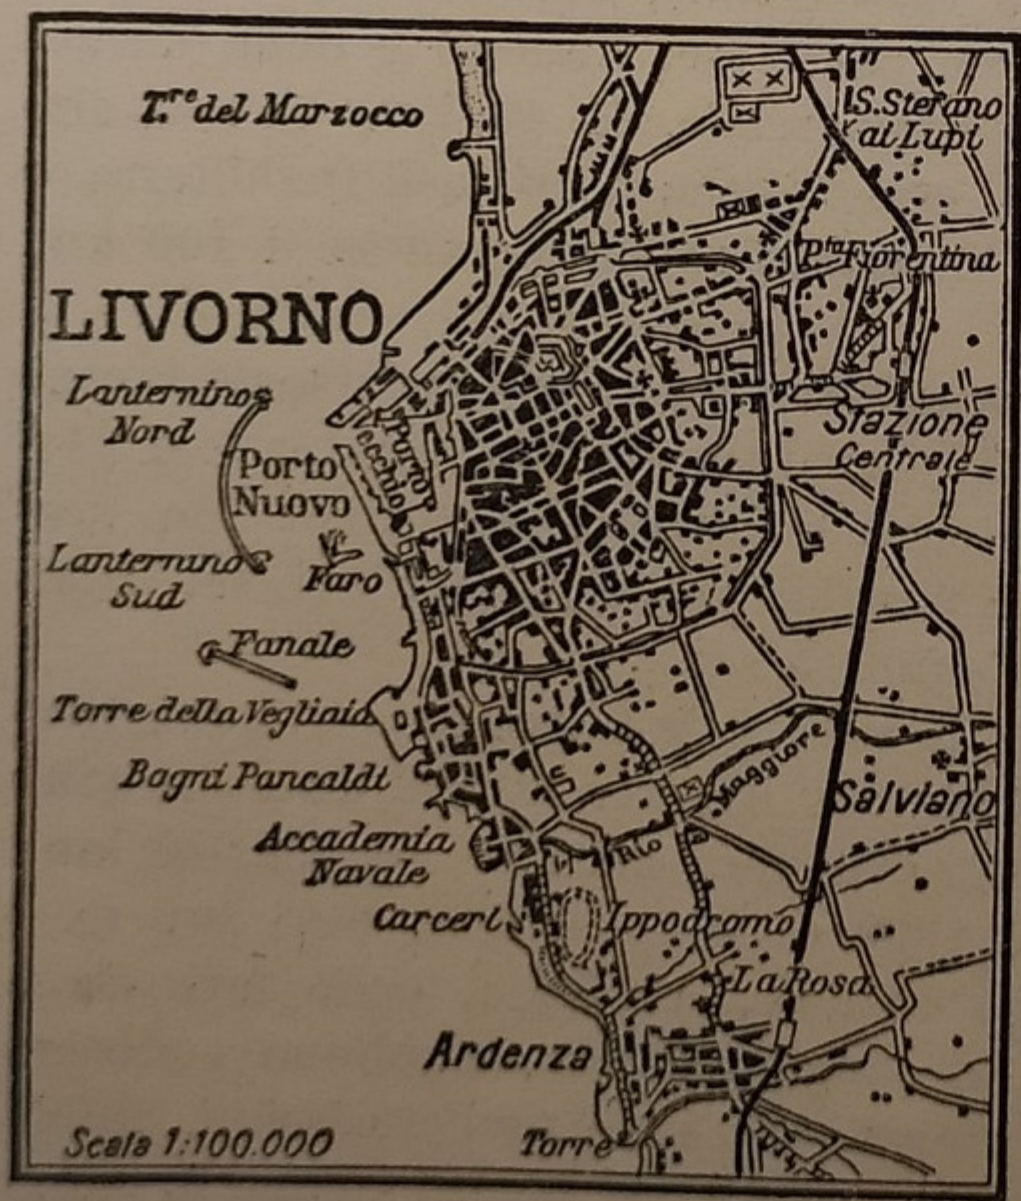 T.re del Marzocco
S. Stefano
ai Lupi
P.ta Fiorentina
LIVORNO
Lanternino
Nord
Stazione
Centrale
Porto
Vecchio
Porto
Nuovo
Lanternino
Sud
Faro
Fanale
Torre della Vegliaia
Maggiore
Bagni Pancaldi
Salviano
Accademia
Navale
Rio
Carceri
Ippodromo
La Rosa
Ardenza
Scala 1:100.000
Torre